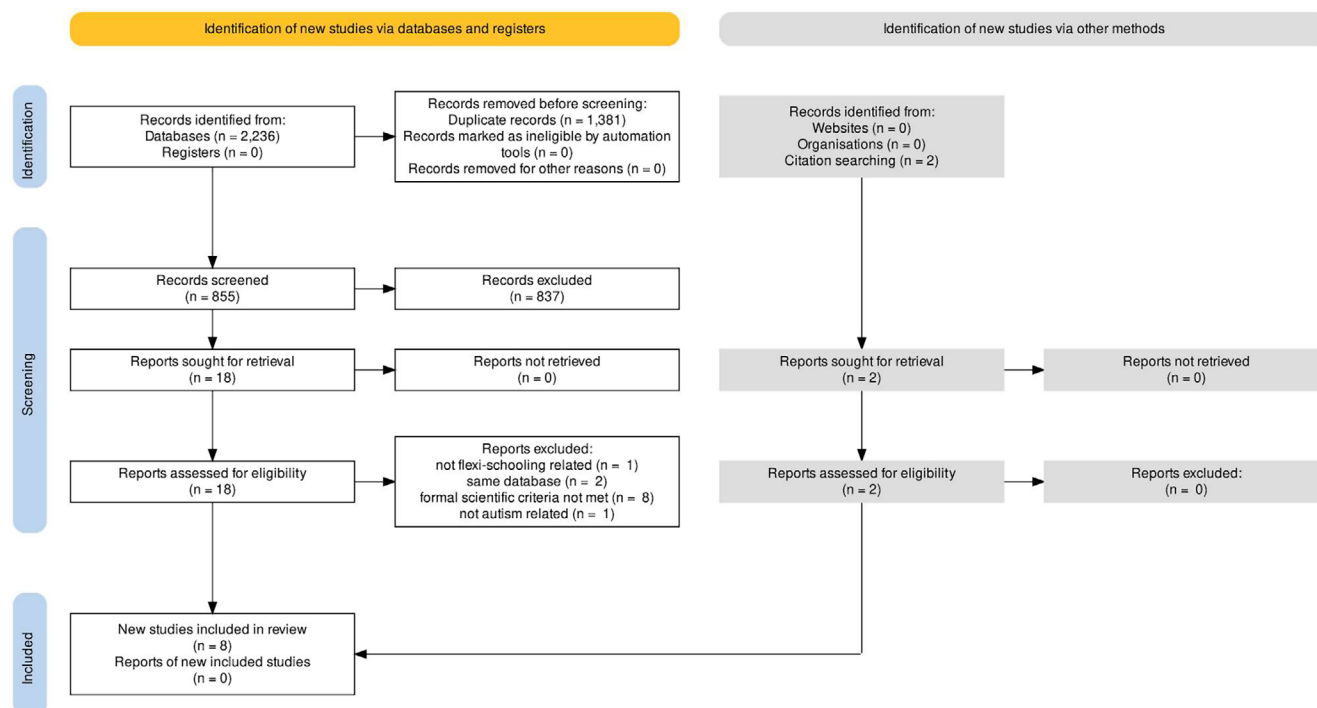 Identification of new studies via databases and registers
Identification of new studies via other methods
Identification
Records identified from:
Databases (n = 2,236)
Registers (n = 0)
Records removed before screening:
Duplicate records (n = 1,381)
Records marked as ineligible by automation
tools (n = 0)
Records removed for other reasons (n = 0)
Records identified from:
Websites (n = 0)
Organisations (n = 0)
Citation searching (n = 2)
Screening
Records screened
(n = 855)
Records excluded
(n = 837)
Reports sought for retrieval
(n = 18)
Reports not retrieved
(n = 0)
Reports sought for retrieval
(n = 2)
Reports not retrieved
(n = 0)
Reports assessed for eligibility
(n = 18)
Reports excluded:
not flexi-schooling related (n = 1)
same database (n = 2)
formal scientific criteria not met (n = 8)
not autism related (n = 1)
Reports assessed for eligibility
(n = 2)
Reports excluded:
(n = 0)
Included
New studies included in review
(n = 8)
Reports of new included studies
(n = 0)